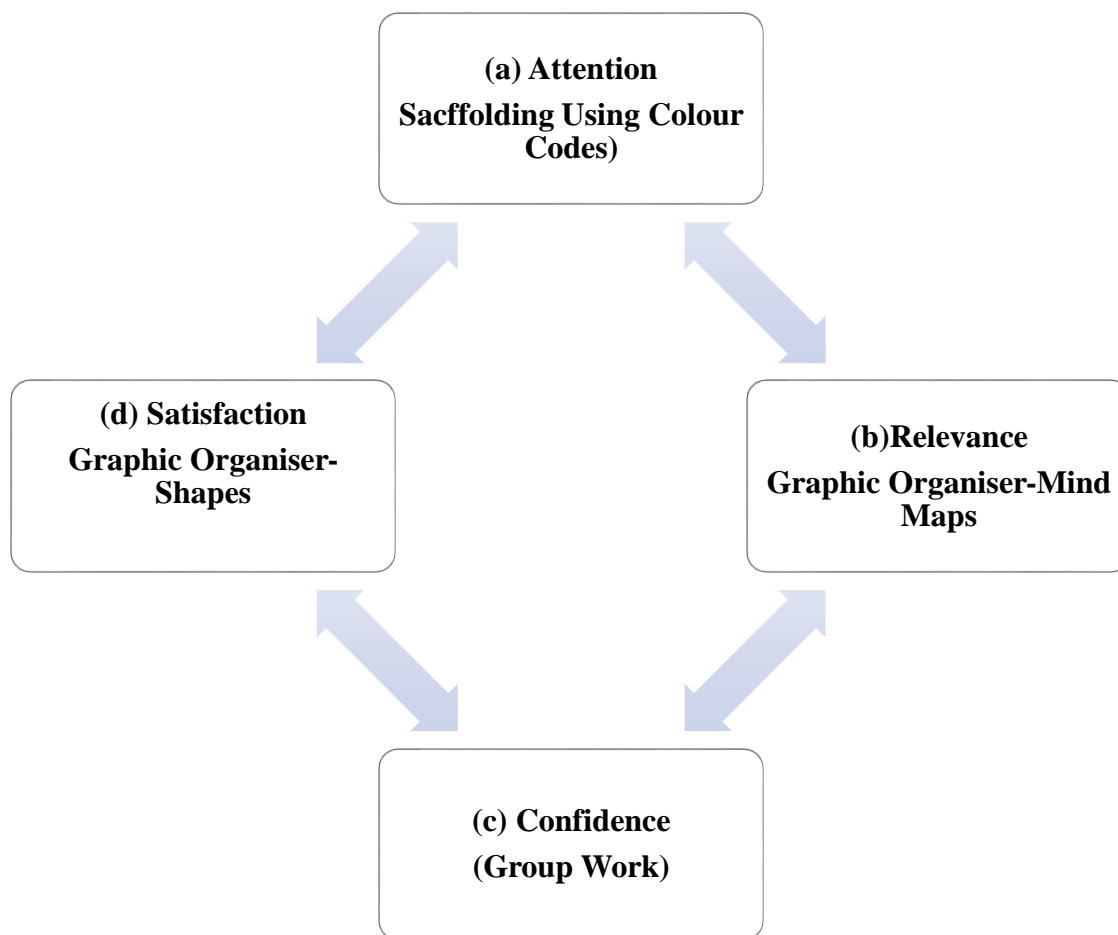 (a) Attention
Sacffolding Using Colour
Codes)
(d) Satisfaction
Graphic Organiser-
Shapes
(b)Relevance
Graphic Organiser-Mind
Maps
(c) Confidence
(Group Work)